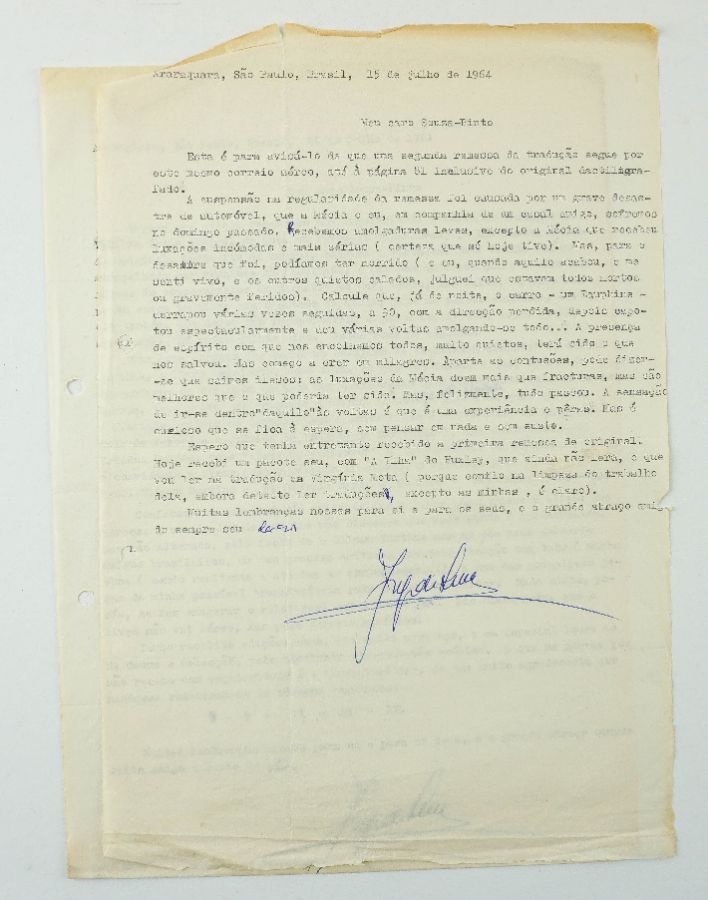 Araraquara, São Paulo, Brasil, 15 de julho de 1964
Meu caro Souza-Pinto
Esta é para avisá-lo de que uma segunda remessa da tradução segue por
este mesmo correio aéreo, até à página 81 inclusive do original dactiligra-
fado.
A suspensão na regularidade da remessa foi causada por um grave desas-
tre de automóvel, que a Mécia e eu, em companhia de um casal amigo, sofremos
no domingo passado. Recebemos amolgaduras leves, excepto a Mécia que recebeu
luxações incómodas e mais sérias ( certeza que só hoje tive). Mas, para o
desastre que foi, podíamos ter morrido ( e eu, quando aquilo acabou, e me
senti vivo, e os outros quietos calados, julguei que estavam todos mortos
ou gravemente feridos). Calcule que, já de noite, o carro - um Dauphine -
derrapou várias vezes seguidas, a 90, com a direcção perdida, depois capo-
tou espectacularmente e deu várias voltas amolgando-se todo... A presença
de espírito com que nos encolhemos todos, muito quietos, terá sido o que
nos salvou. Mas começo a crer em milagres. Aparte as contusões, pode dizer-
-se que saímos ilesos: as luxações da Mécia doem mais que fracturas, mas são
melhores que o que poderia ter sido. Mas, felizmente, tudo passou. A sensação
de ir-se dentro"daquilo"às voltas é que é uma experiência e pêras. Mas é
curioso que se fica à espera, sem pensar em nada e sem susto.
Espero que tenha entretanto recebido a primeira remessa de original.
Hoje recebi um pacote seu, com "A Ilha" do Huxley, que ainda não lera, e que
vou ler na tradução da Virgínia Mota ( porque confio na limpeza do trabalho
dela, embora deteste ler traduções, excepto as minhas , é claro).
Muitas lembranças nossas para si e para os seus, e o grande abraço amigo
do sempre seu